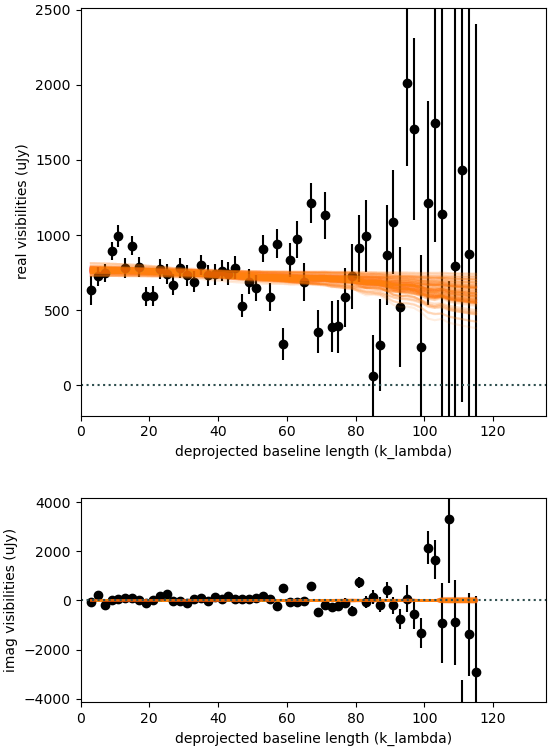 2500
2000
1500
1000
500
0
real visibilities (uJy)
0 20 40 60 80 100 120
deprojected baseline length (k_lambda)
4000
2000
0
−2000
−4000
imag visibilities (uJy)
0 20 40 60 80 100 120
deprojected baseline length (k_lambda)